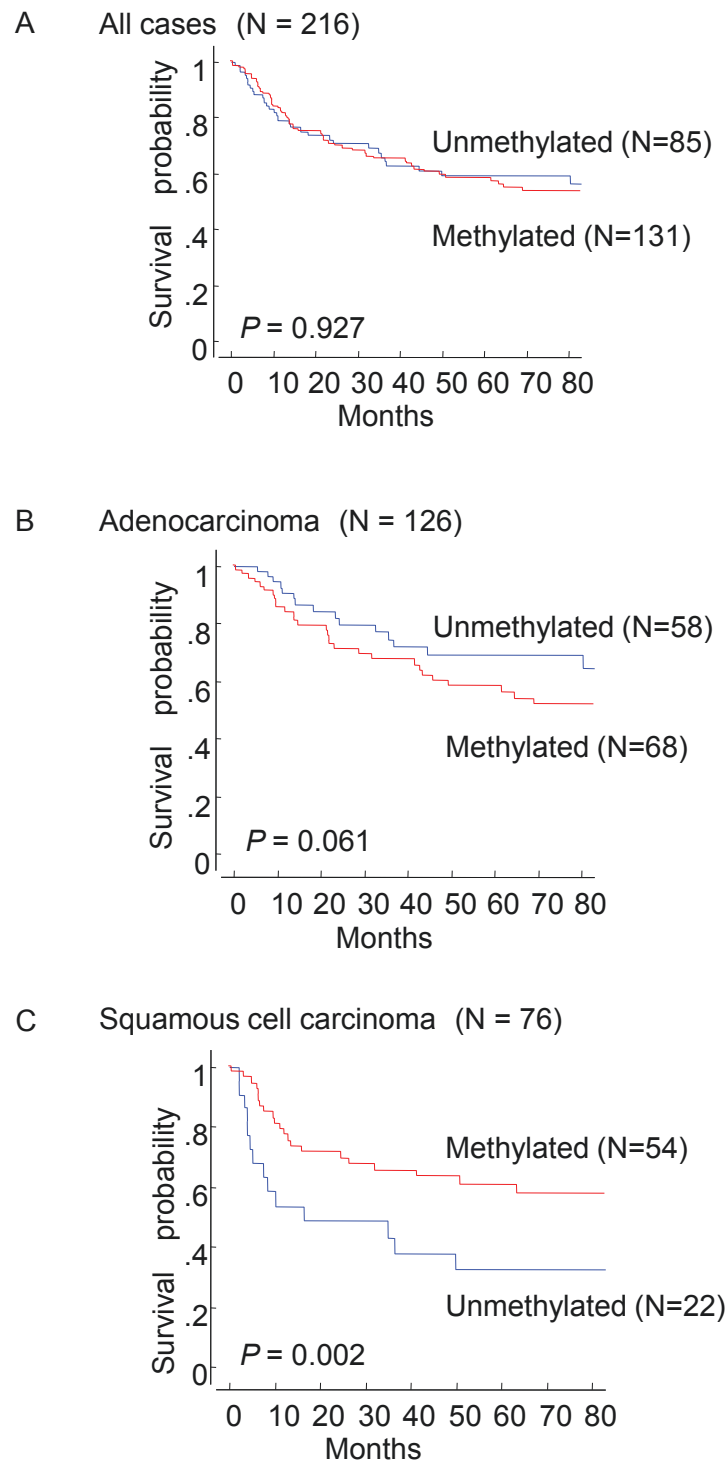 A All cases (N = 216)
Survival probability
1
.8
.6
.4
.2
0
Unmethylated (N=85)
Methylated (N=131)
P = 0.927
0 10 20 30 40 50 60 70 80
Months
B Adenocarcinoma (N = 126)
Survival probability
1
.8
.6
.4
.2
0
Unmethylated (N=58)
Methylated (N=68)
P = 0.061
0 10 20 30 40 50 60 70 80
Months
C Squamous cell carcinoma (N = 76)
Survival probability
1
.8
.6
.4
.2
0
Methylated (N=54)
Unmethylated (N=22)
P = 0.002
0 10 20 30 40 50 60 70 80
Months